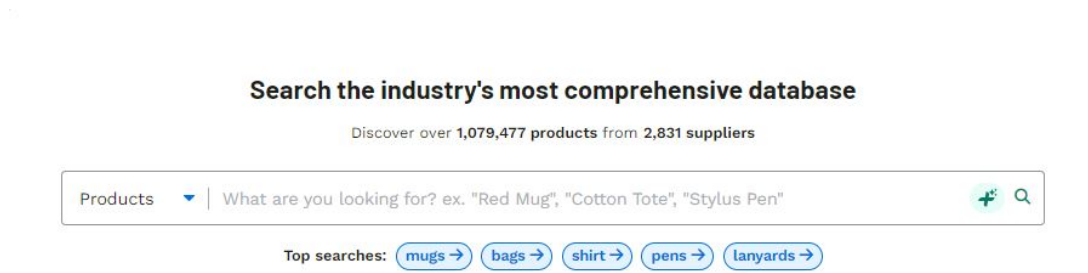 Search the industry's most comprehensive database
Discover over 1,079,477 products from 2,831 suppliers
Products What are you looking for? ex. "Red Mug", "Cotton Tote", "Stylus Pen"
Top searches: mugs → bags → shirt → pens → lanyards →